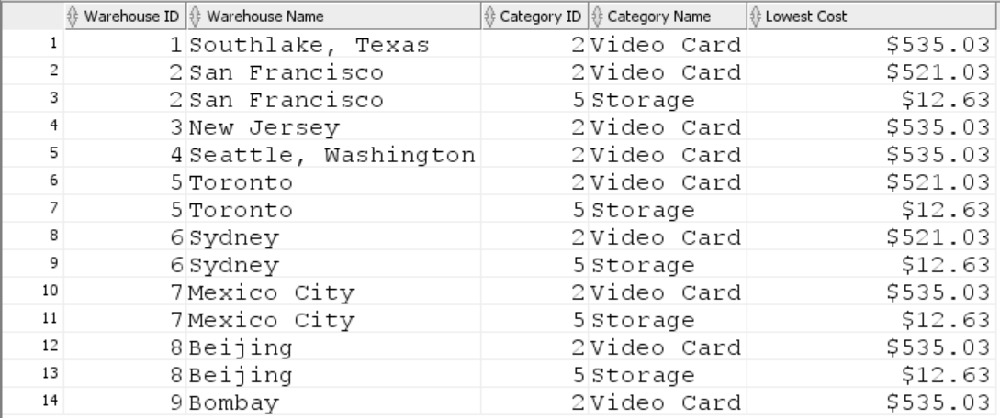 Warehouse ID Warehouse Name Category ID Category Name Lowest Cost
1 1 Southlake, Texas 2 Video Card $535.03
2 2 San Francisco 2 Video Card $521.03
3 2 San Francisco 5 Storage $12.63
4 3 New Jersey 2 Video Card $535.03
5 4 Seattle, Washington 2 Video Card $535.03
6 5 Toronto 2 Video Card $521.03
7 5 Toronto 5 Storage $12.63
8 6 Sydney 2 Video Card $521.03
9 6 Sydney 5 Storage $12.63
10 7 Mexico City 2 Video Card $535.03
11 7 Mexico City 5 Storage $12.63
12 8 Beijing 2 Video Card $535.03
13 8 Beijing 5 Storage $12.63
14 9 Bombay 2 Video Card $535.03